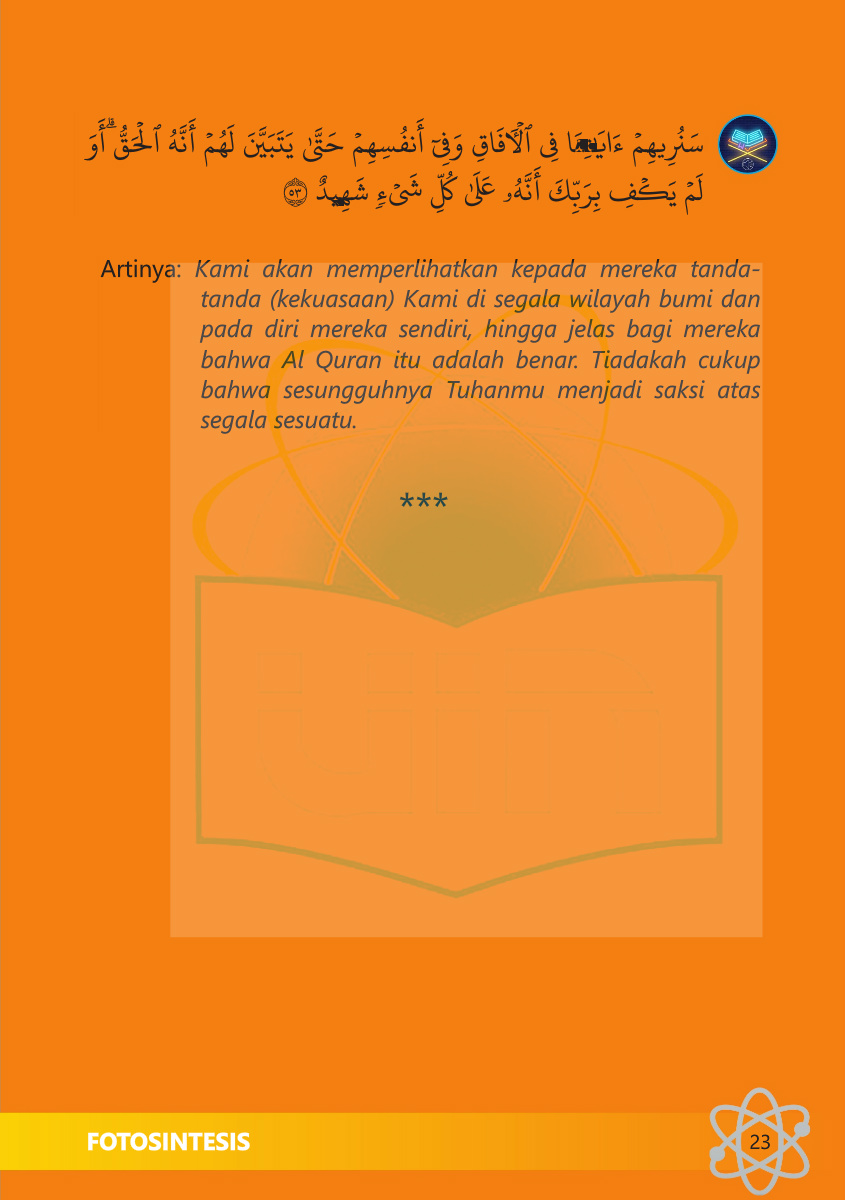 سَنُرِيهِمۡ ءَايَٰتِنَا فِى ٱلۡأٓفَاقِ وَفِىٓ أَنفُسِهِمۡ حَتَّىٰ يَتَبَيَّنَ لَهُمۡ أَنَّهُ ٱلۡحَقُّۗ أَوَ
لَمۡ يَكۡفِ بِرَبِّكَ أَنَّهُۥ عَلَىٰ كُلِّ شَىۡءٖ شَهِيدٌ ٥٣
Artinya: Kami akan memperlihatkan kepada mereka tanda-
tanda (kekuasaan) Kami di segala wilayah bumi dan
pada diri mereka sendiri, hingga jelas bagi mereka
bahwa Al Quran itu adalah benar. Tiadakah cukup
bahwa sesungguhnya Tuhanmu menjadi saksi atas
segala sesuatu.
***
FOTOSINTESIS
23